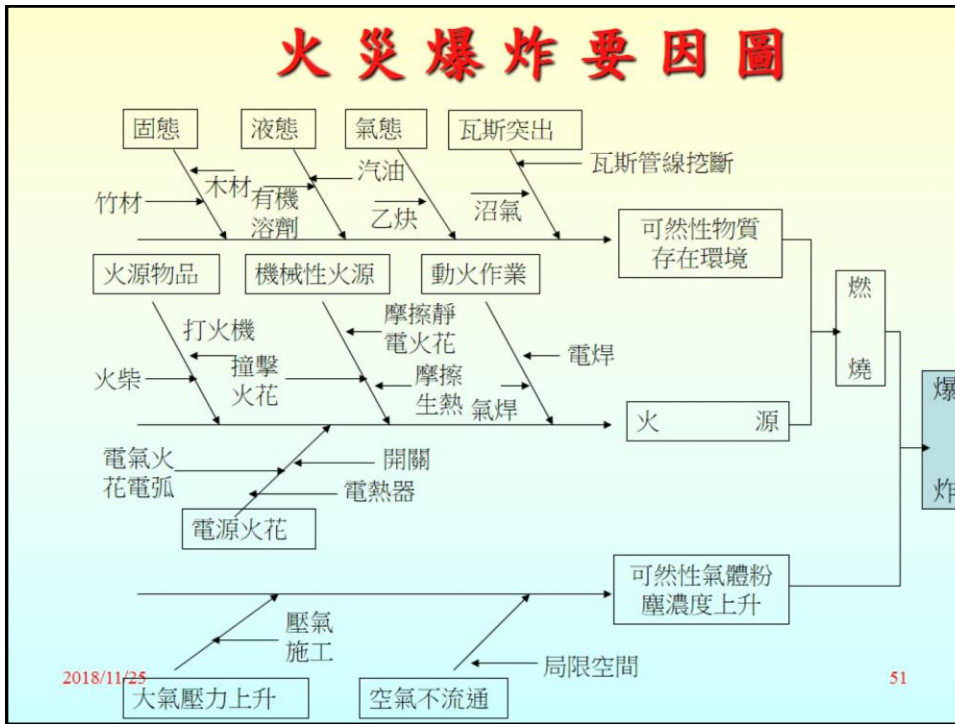 火災爆炸要因圖
固態
液態
氣態
瓦斯突出
瓦斯管線挖斷
汽油
木材
竹材
有機
溶劑
乙炔
沼氣
可然性物質
存在環境
火源物品
機械性火源
動火作業
燃
燒
打火機
摩擦靜
電火花
電焊
火柴
撞擊
火花
摩擦
生熱
氣焊
火源
爆
炸
電氣火
花電弧
開關
電熱器
電源火花
可然性氣體粉
塵濃度上升
壓氣
施工
局限空間
2018/11/25
51
大氣壓力上升
空氣不流通